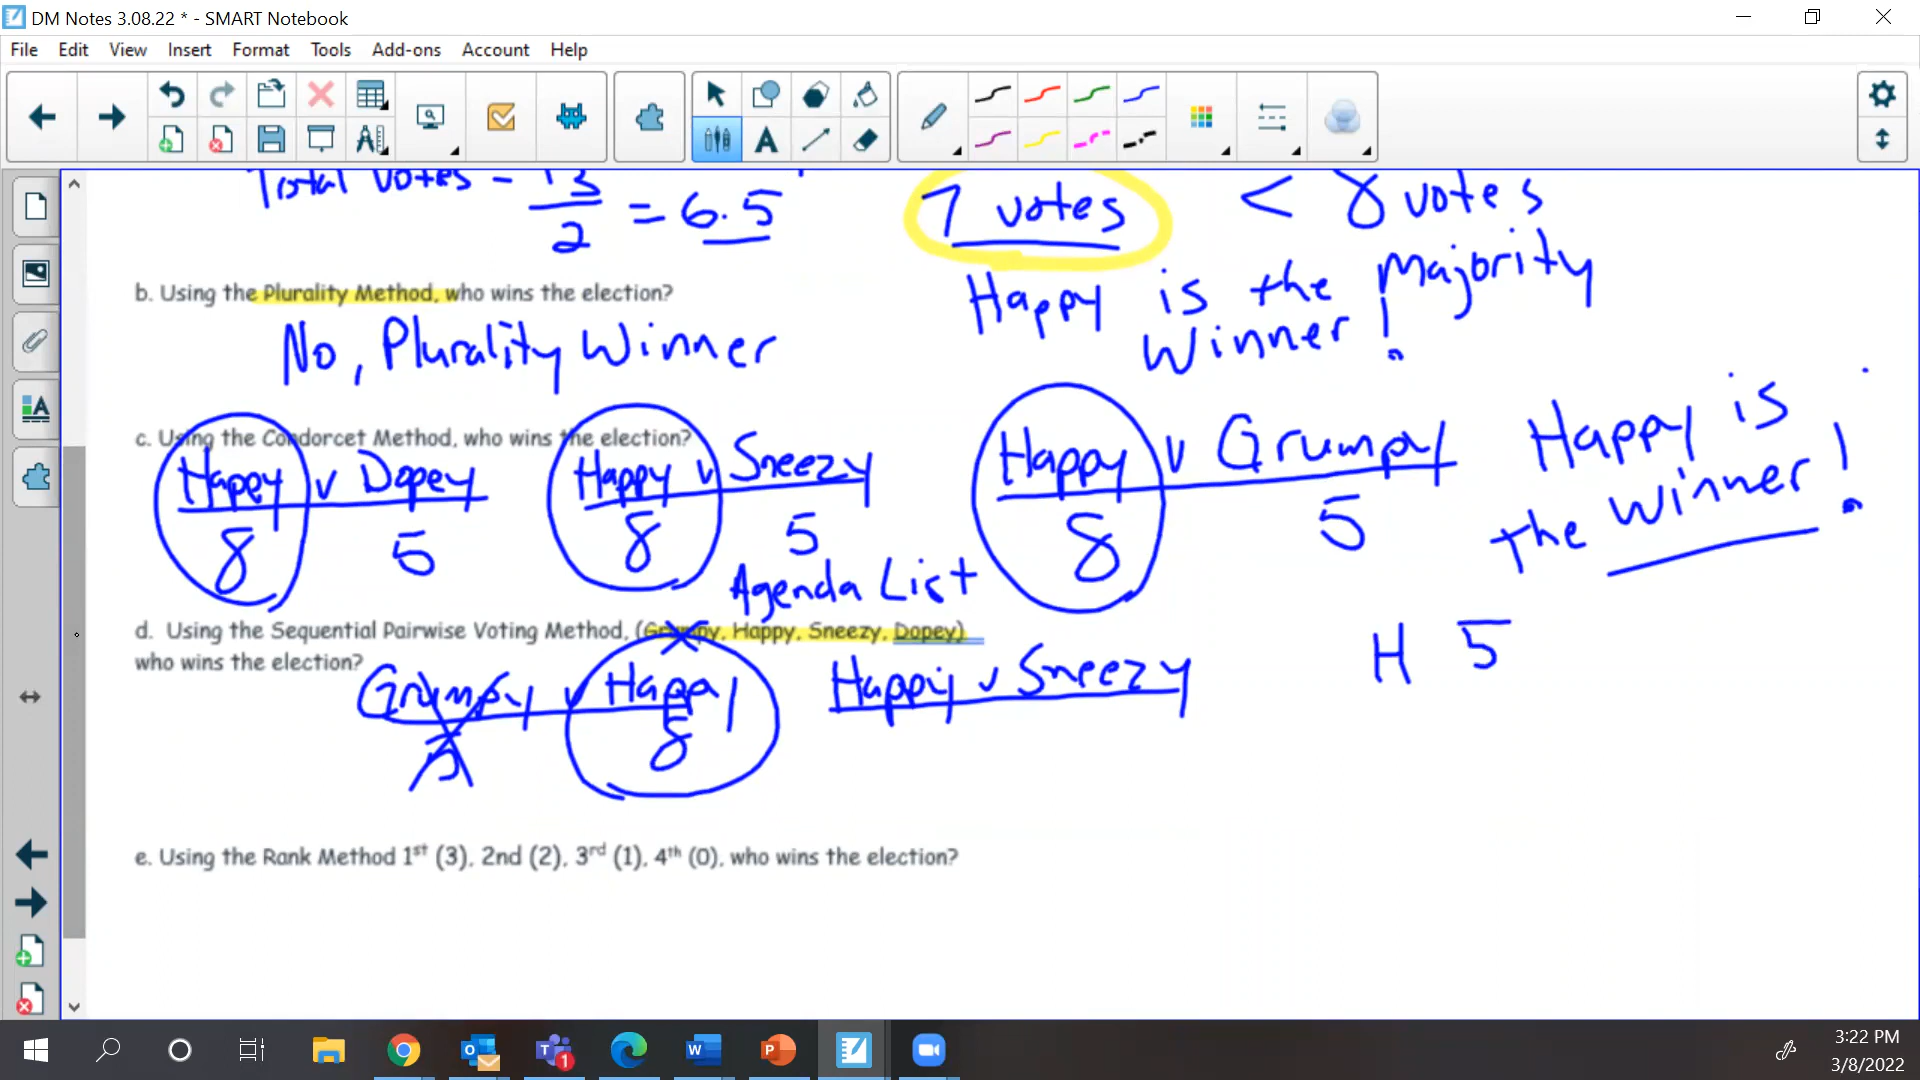 DM Notes 3.08.22 * - SMART Notebook
File Edit View Insert Format Tools Add-ons Account Help
Total Votes - 13
2
= 6.5
7 votes
< 8 votes
b. Using the Plurality Method, who wins the election?
Happy is the Majority
Winner!
No, Plurality Winner
c. Using the Condorcet Method, who wins the election?
Happy v Dopey
8 5
Happy v Sneezy
8 5
Happy v Grumpy
8 5
Happy is
the Winner!
Agenda List
d. Using the Sequential Pairwise Voting Method, (Grumpy, Happy, Sneezy, Dopey)
who wins the election?
Grumpy v Happy
5 8
Happy v Sneezy
H 5
e. Using the Rank Method 1st (3), 2nd (2), 3rd (1), 4th (0), who wins the election?
3:22 PM
3/8/2022